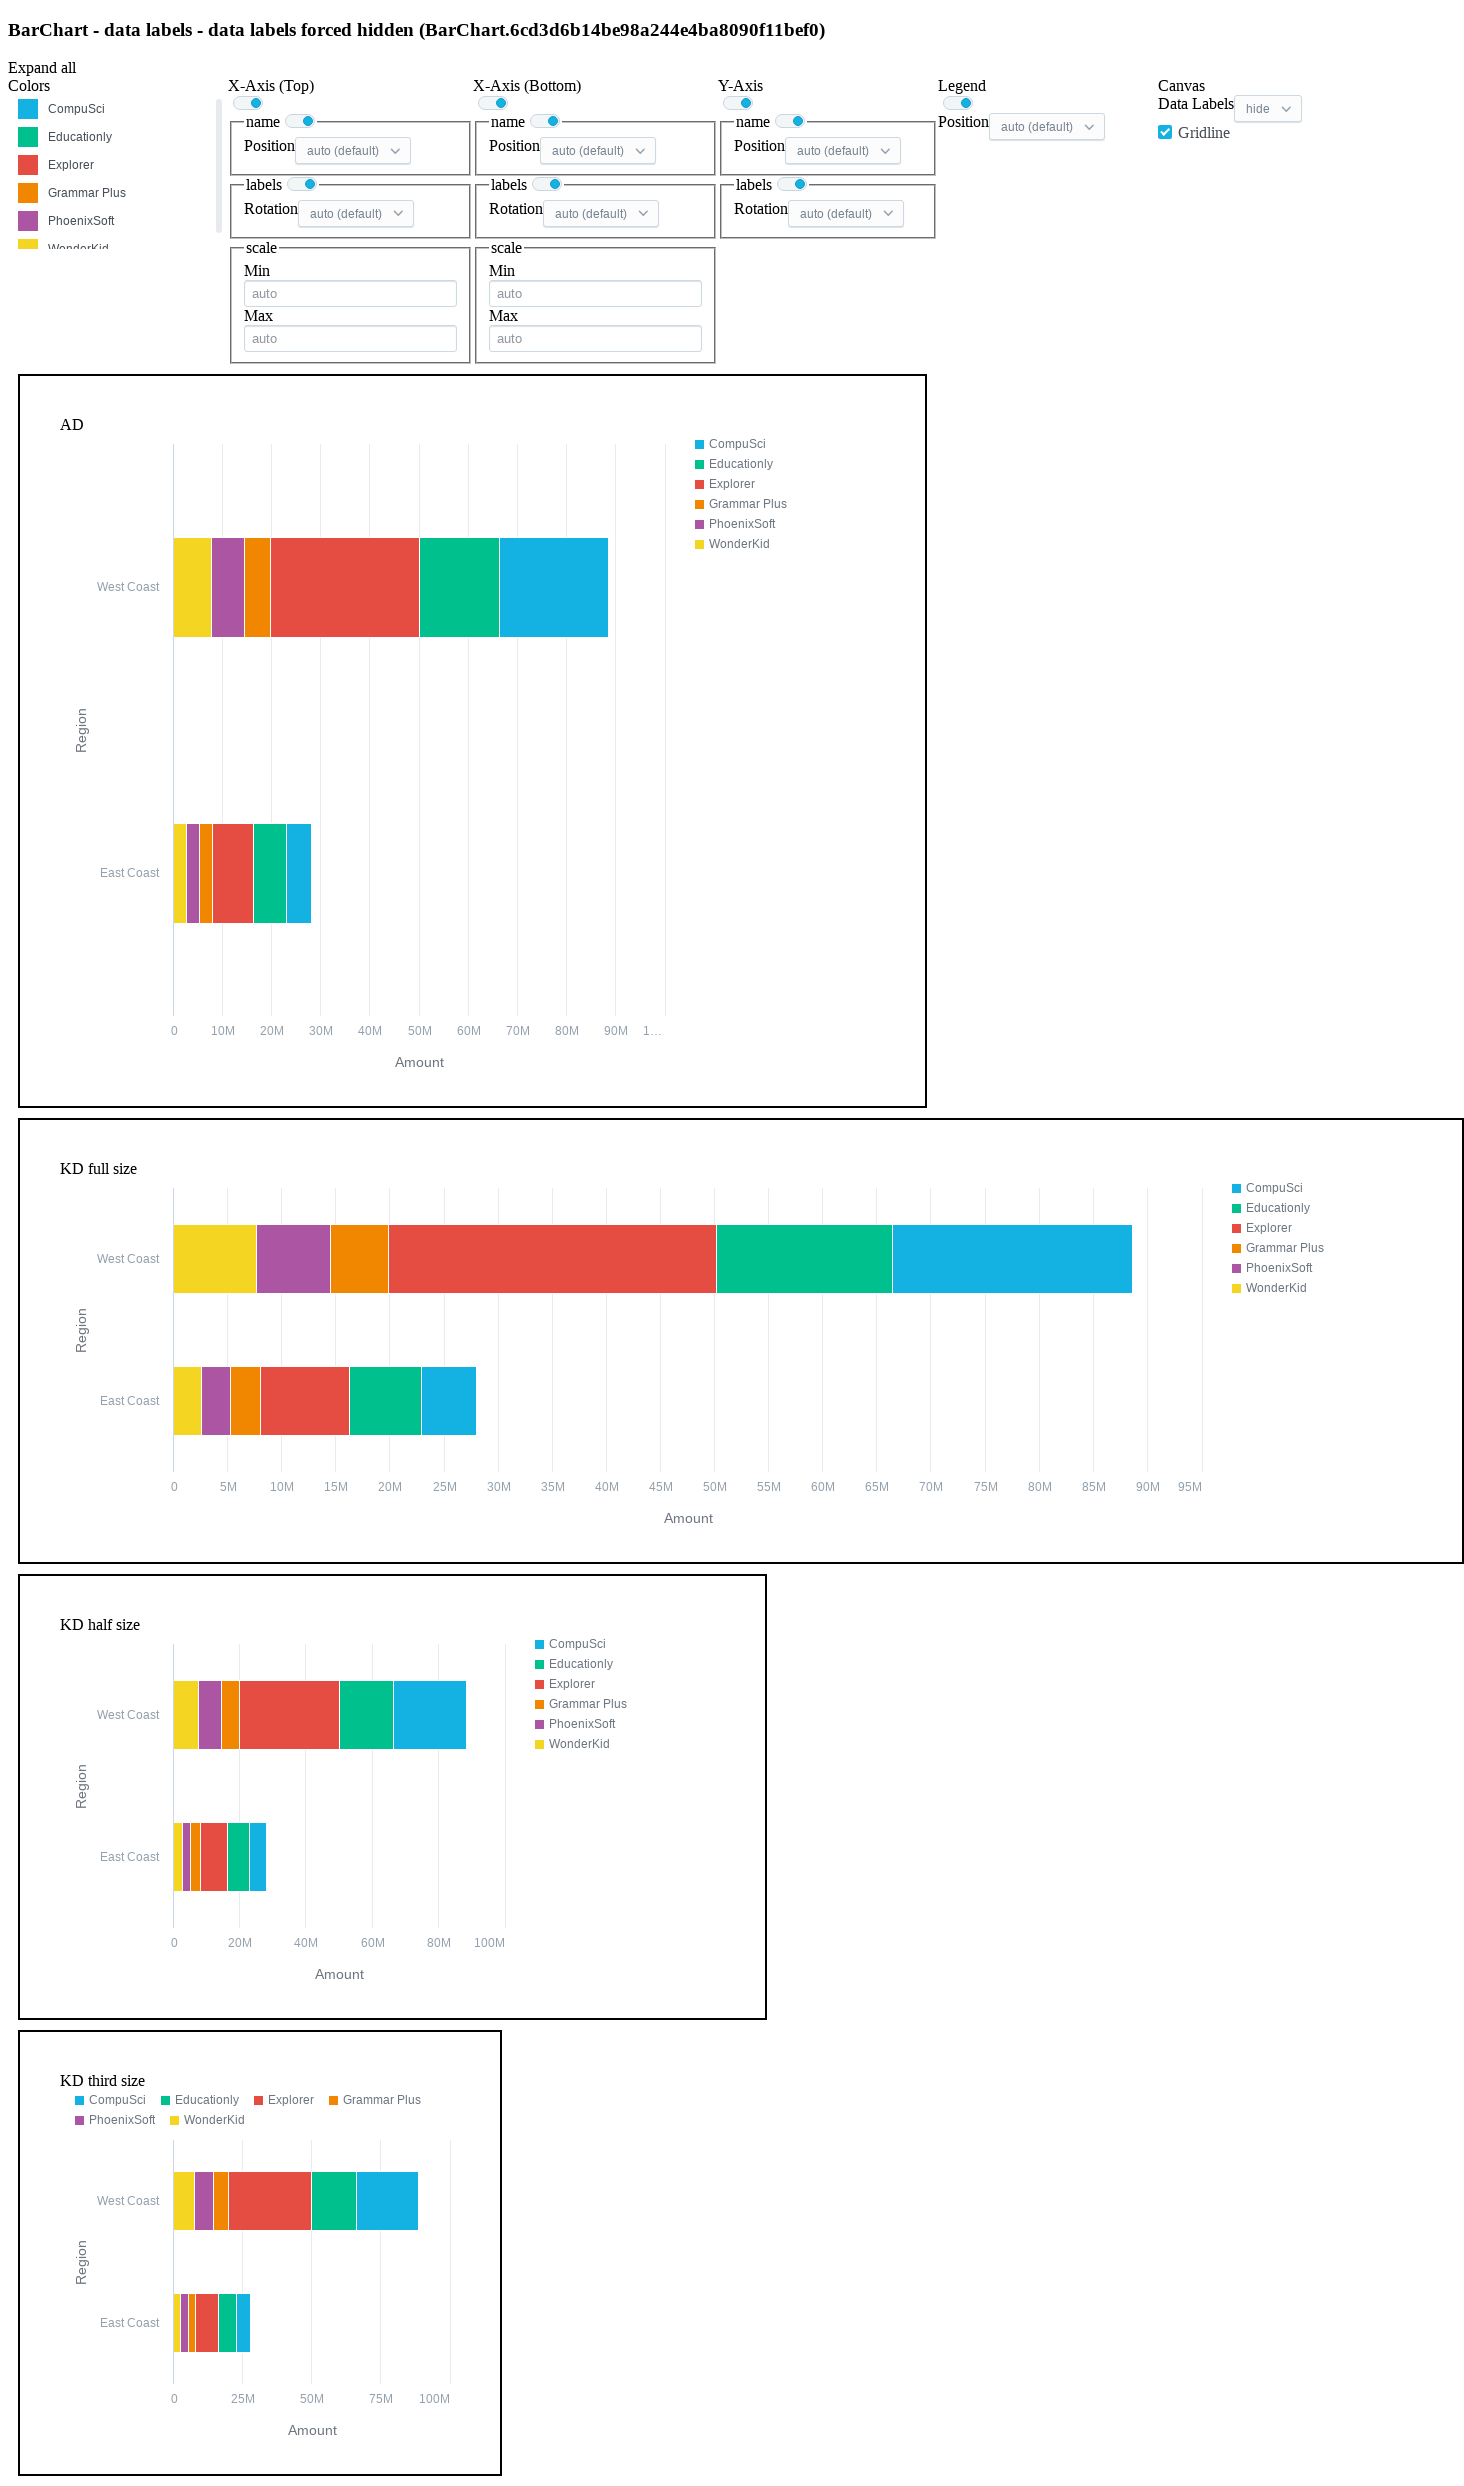 BarChart - data labels - data labels forced hidden (BarChart.6cd3d6b14be98a244e4ba8090f11bef0)
Expand all
Colors
CompuSci
Educationly
Explorer
Grammar Plus
PhoenixSoft
WonderKid
X-Axis (Top)
name
Position auto (default)
labels
Rotation auto (default)
scale
Min
auto
Max
auto
X-Axis (Bottom)
name
Position auto (default)
labels
Rotation auto (default)
scale
Min
auto
Max
auto
Y-Axis
name
Position auto (default)
labels
Rotation auto (default)
Legend
Position auto (default)
Canvas
Data Labels hide
Gridline
AD
CompuSci
Educationly
Explorer
Grammar Plus
PhoenixSoft
WonderKid
West Coast
Region
East Coast
0 10M 20M 30M 40M 50M 60M 70M 80M 90M 1…
Amount
KD full size
CompuSci
Educationly
Explorer
Grammar Plus
PhoenixSoft
WonderKid
West Coast
Region
East Coast
0 5M 10M 15M 20M 25M 30M 35M 40M 45M 50M 55M 60M 65M 70M 75M 80M 85M 90M 95M
Amount
KD half size
CompuSci
Educationly
Explorer
Grammar Plus
PhoenixSoft
WonderKid
West Coast
Region
East Coast
0 20M 40M 60M 80M 100M
Amount
KD third size
CompuSci Educationly Explorer Grammar Plus
PhoenixSoft WonderKid
West Coast
Region
East Coast
0 25M 50M 75M 100M
Amount